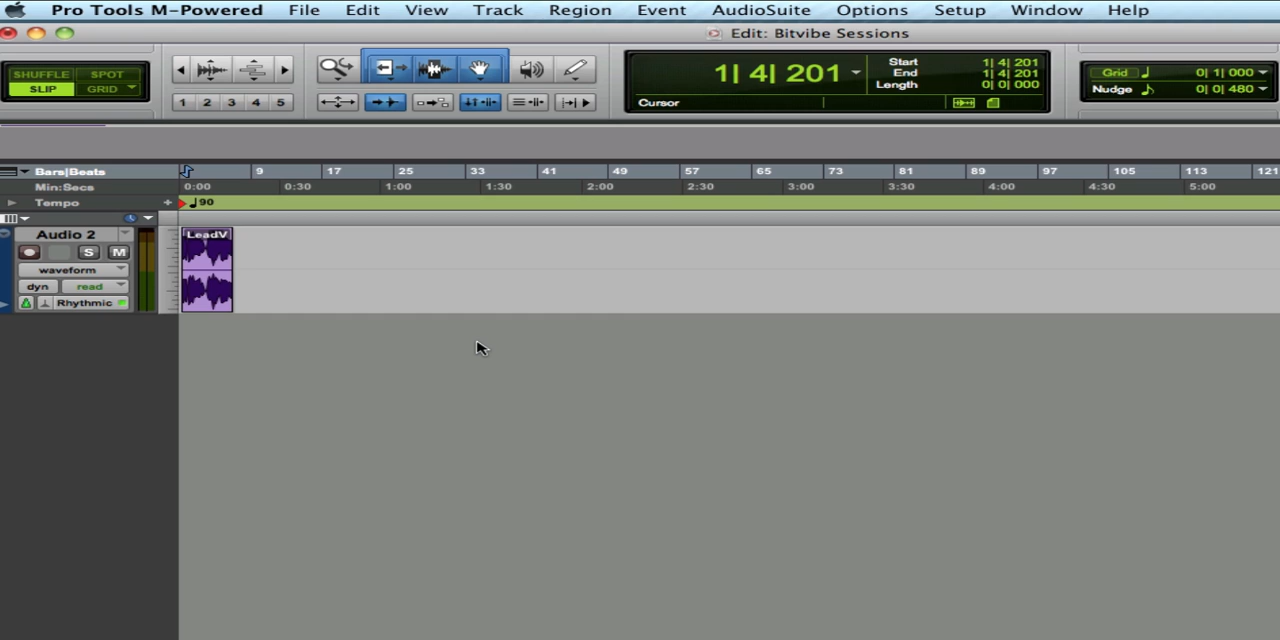 Pro Tools M-Powered File Edit View Track Region Event AudioSuite Options Setup Window Help
Edit: Bitvibe Sessions
SHUFFLE SPOT
SLIP GRID
1 2 3 4 5
1| 4| 201
Start 1| 4| 201
End 1| 4| 201
Length 0| 0| 000
Cursor
Grid 0| 1| 000
Nudge 0| 0| 480
Bars|Beats 9 17 25 33 41 49 57 65 73 81 89 97 105 113 121
Min:Secs 0:00 0:30 1:00 1:30 2:00 2:30 3:00 3:30 4:00 4:30 5:00
Tempo + 90
Audio 2
LeadV
S M
waveform
dyn read
Rhythmic